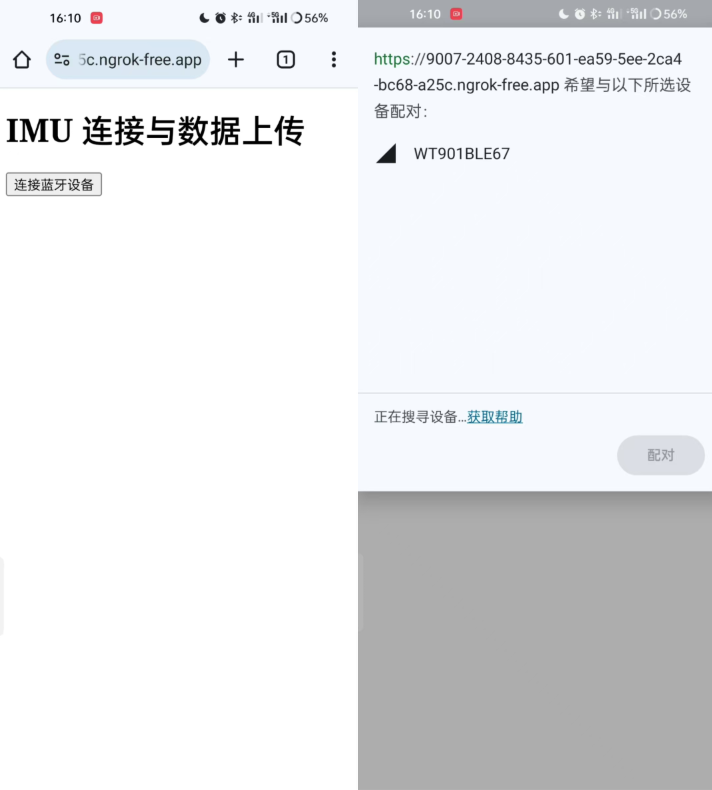 16:10
56%
5c.ngrok-free.app
1
IMU 连接与数据上传
连接蓝牙设备
16:10
56%
https://9007-2408-8435-601-ea59-5ee-2ca4
-bc68-a25c.ngrok-free.app 希望与以下所选设
备配对：
WT901BLE67
正在搜寻设备…获取帮助
配对